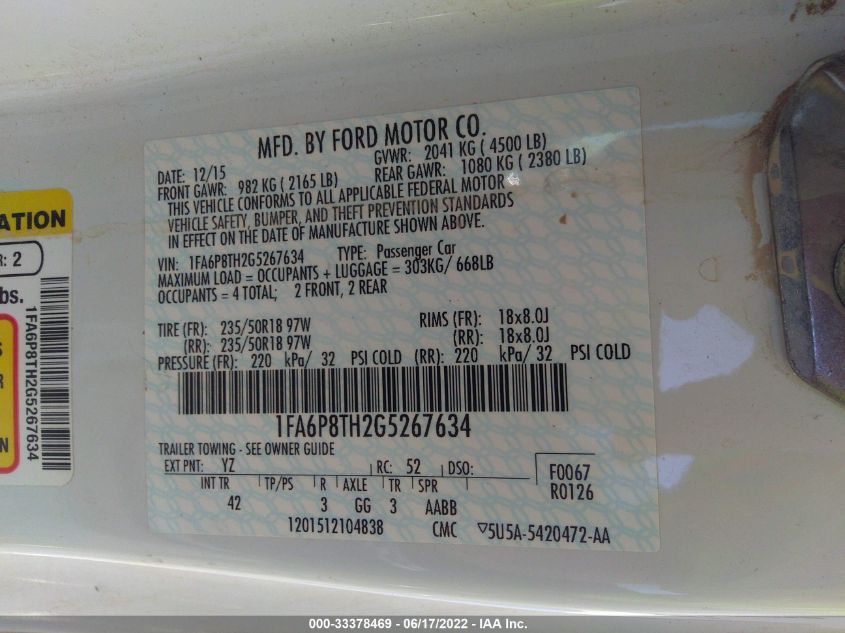 MFD. BY FORD MOTOR CO.
DATE: 12/15 GVWR: 2041 KG ( 4500 LB)
FRONT GAWR: 982 KG ( 2165 LB) REAR GAWR: 1080 KG ( 2380 LB)
THIS VEHICLE CONFORMS TO ALL APPLICABLE FEDERAL MOTOR
VEHICLE SAFETY, BUMPER, AND THEFT PREVENTION STANDARDS
IN EFFECT ON THE DATE OF MANUFACTURE SHOWN ABOVE.
VIN: 1FA6P8TH2G5267634 TYPE: Passenger Car
MAXIMUM LOAD = OCCUPANTS + LUGGAGE = 303KG/ 668LB
OCCUPANTS = 4 TOTAL; 2 FRONT, 2 REAR
TIRE (FR): 235/50R18 97W RIMS (FR): 18x8.0J
(RR): 235/50R18 97W (RR): 18x8.0J
PRESSURE (FR): 220 kPa/ 32 PSI COLD (RR): 220 kPa/ 32 PSI COLD
1FA6P8TH2G5267634
TRAILER TOWING - SEE OWNER GUIDE
EXT PNT: YZ RC: 52 DSO: F0067
INT TR TP/PS R AXLE TR SPR R0126
42 3 GG 3 AABB
1201512104838 CMC 5U5A-5420472-AA
ATION
R: 2
bs.
S
R
N
1FA6P8TH2G5267634
000-33378469 - 06/17/2022 - IAA Inc.